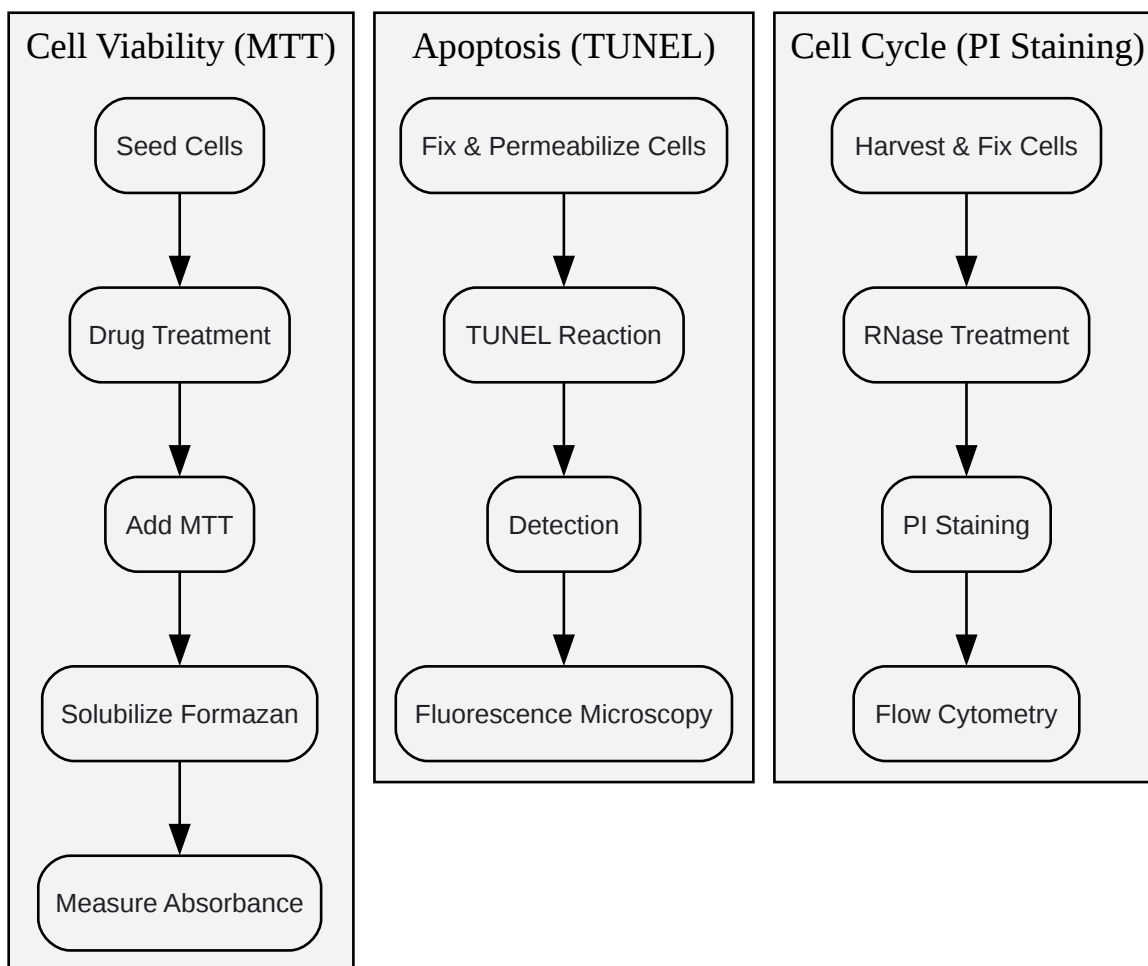 Cell Viability (MTT)
Seed Cells
Drug Treatment
Add MTT
Solubilize Formazan
Measure Absorbance
Apoptosis (TUNEL)
Fix & Permeabilize Cells
TUNEL Reaction
Detection
Fluorescence Microscopy
Cell Cycle (PI Staining)
Harvest & Fix Cells
RNase Treatment
PI Staining
Flow Cytometry